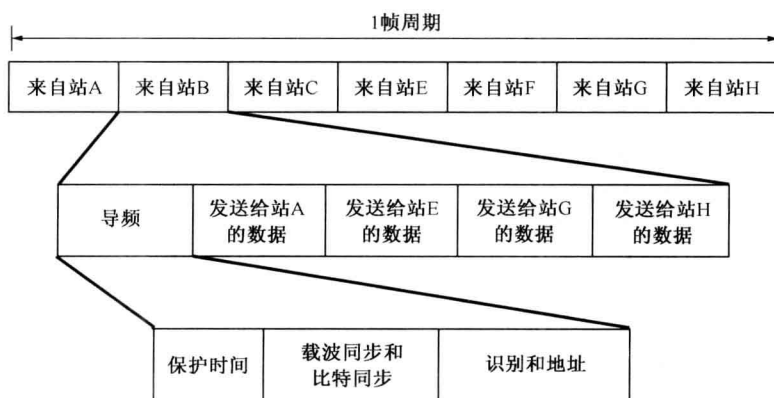 1帧周期
来自站A
来自站B
来自站C
来自站E
来自站F
来自站G
来自站H
导频
发送给站A
的数据
发送给站E
的数据
发送给站G
的数据
发送给站H
的数据
保护时间
载波同步和
比特同步
识别和地址